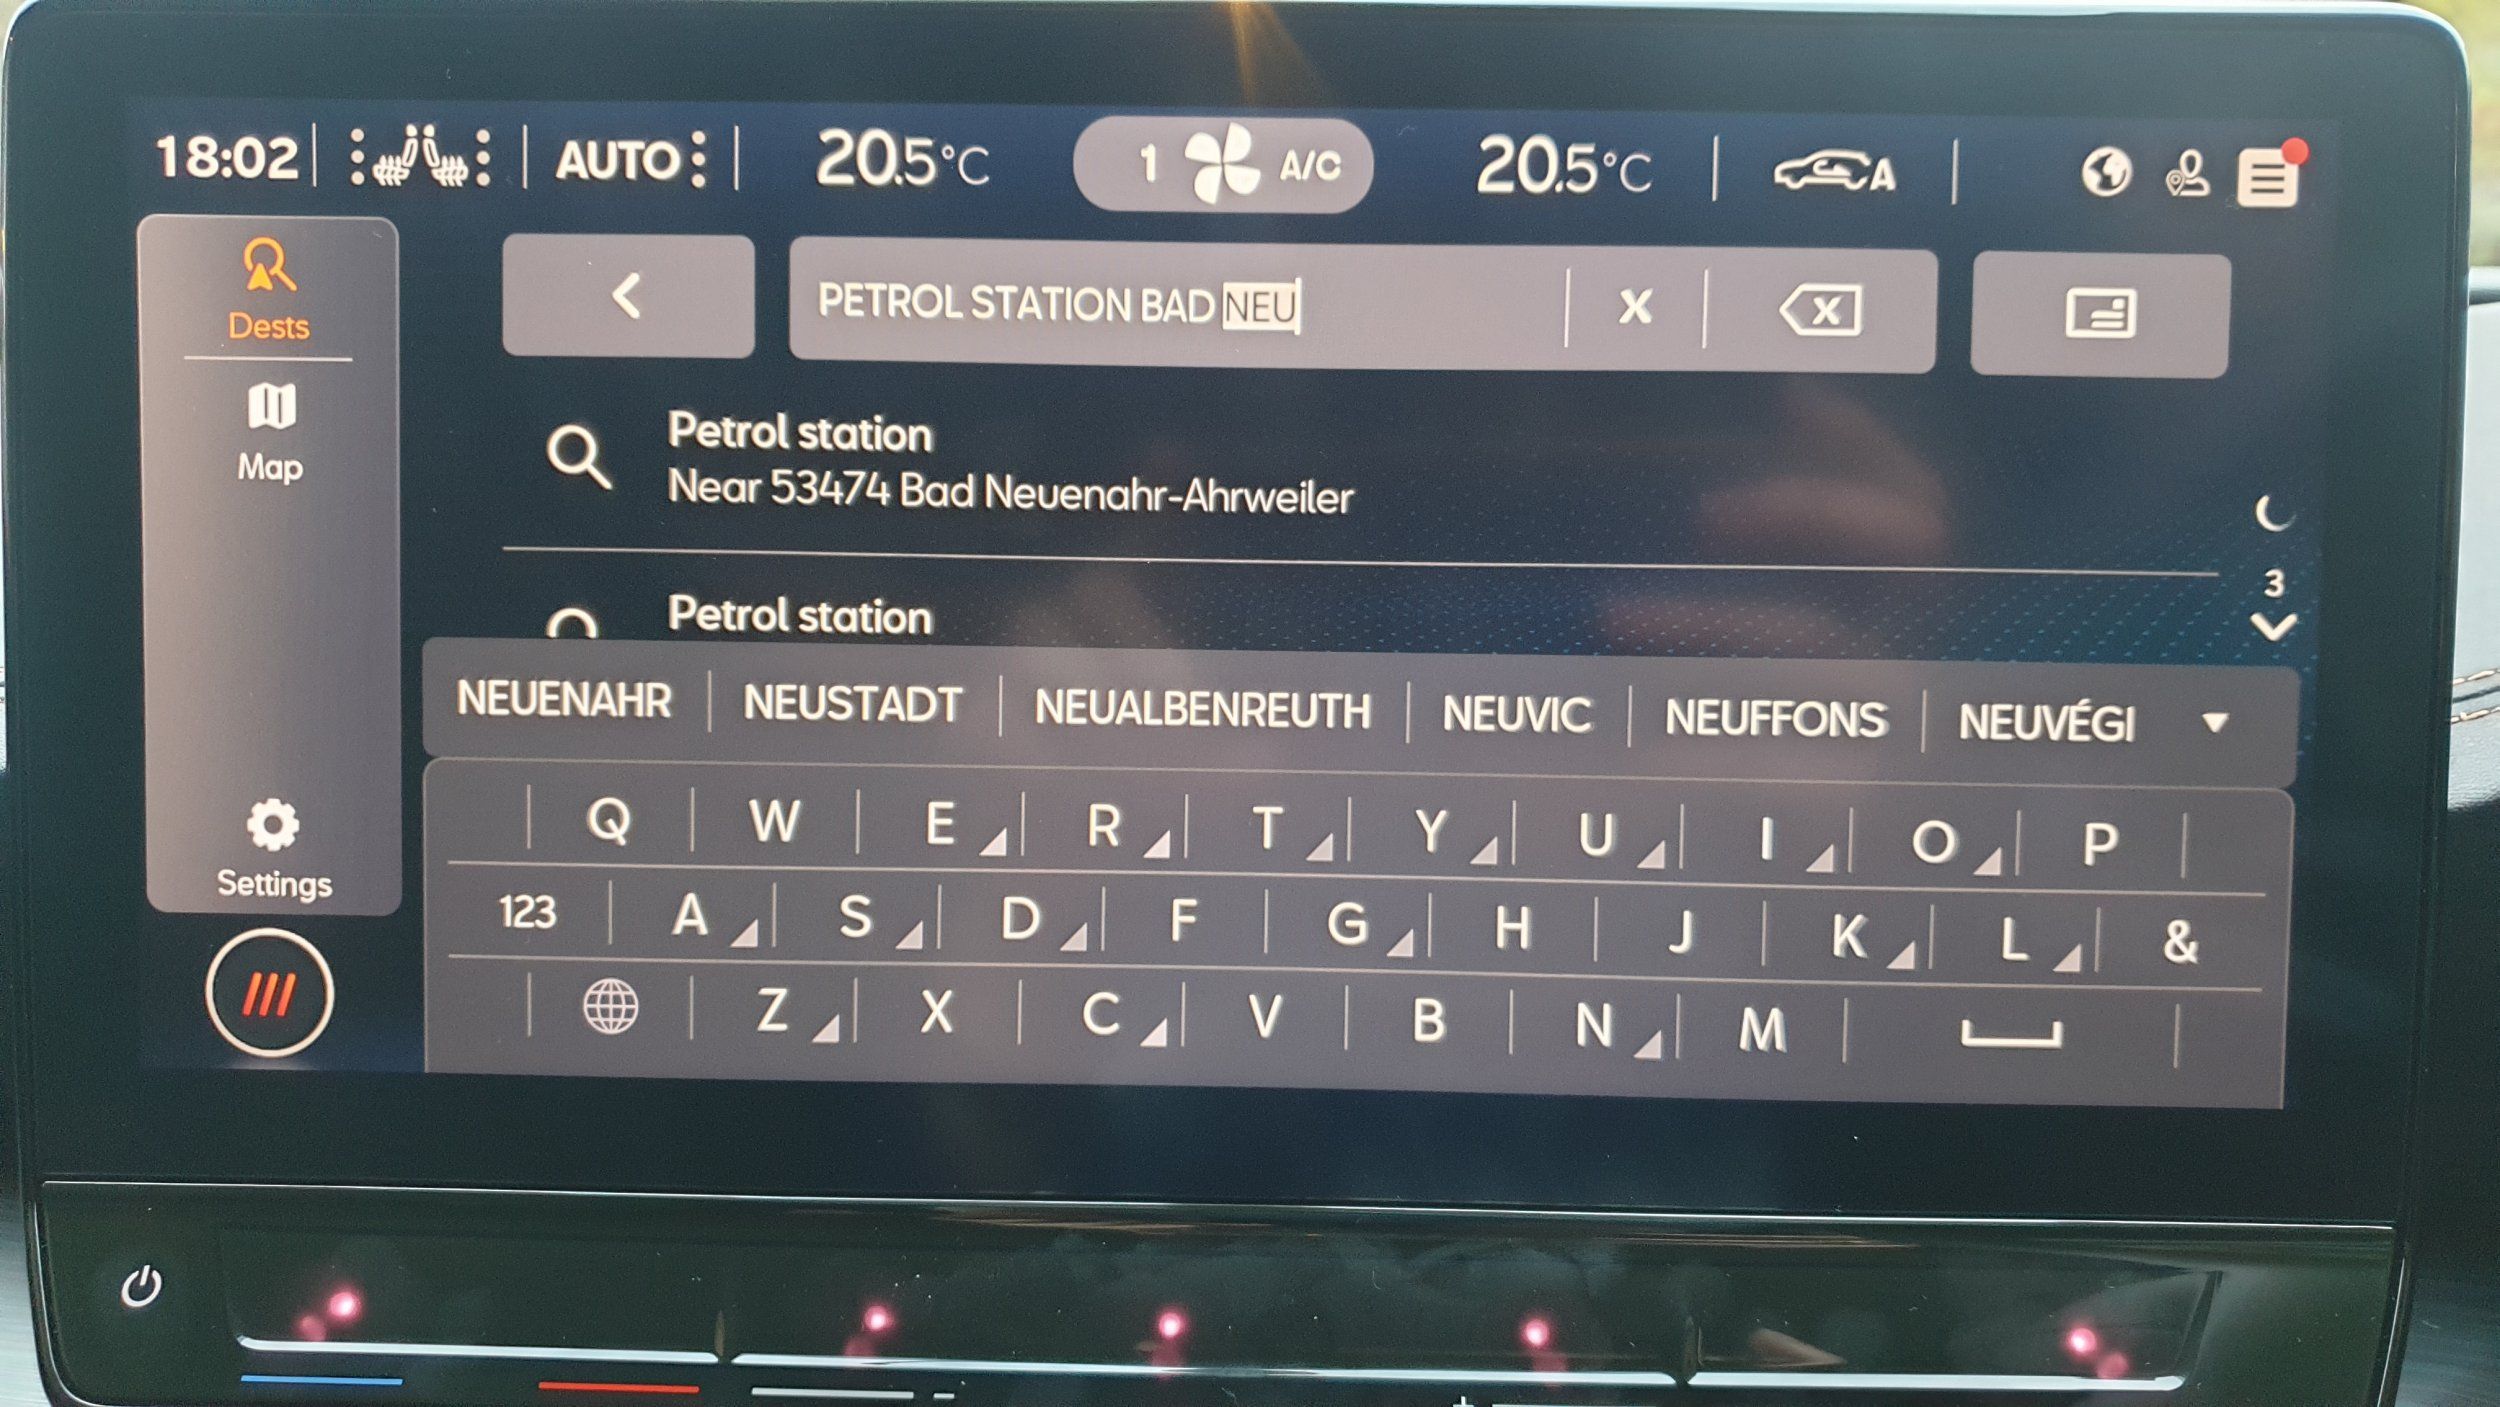 18:02 AUTO 20.5°C 1 A/C 20.5°C A
Dests
Map
Settings
PETROL STATION BAD NEU X
Petrol station
Near 53474 Bad Neuenahr-Ahrweiler
3
Petrol station
NEUENAHR NEUSTADT NEUALBENREUTH NEUVIC NEUFFONS NEUVÉGI
Q W E R T Y U I O P
123 A S D F G H J K L &
Z X C V B N M